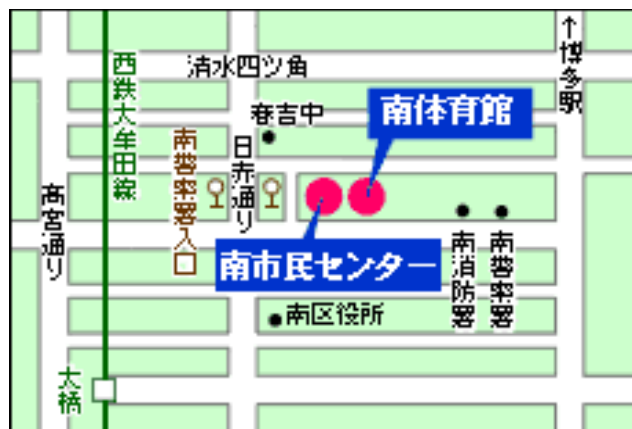 ↑博多駅
西鉄大牟田線
清水四ツ角
春吉中
南体育館
日赤通り
南警察署入口
高宮通り
南市民センター
南消防署
南警察署
南区役所
大橋